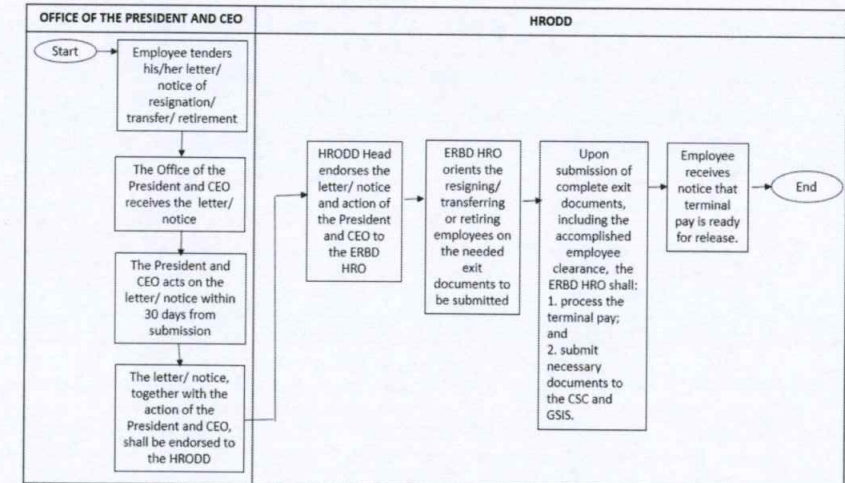 OFFICE OF THE PRESIDENT AND CEO
HRODD
Start
Employee tenders
his/her letter/
notice of
resignation/
transfer/ retirement
The Office of the
President and CEO
receives the letter/
notice
The President and
CEO acts on the
letter/ notice within
30 days from
submission
The letter/ notice,
together with the
action of the
President and CEO,
shall be endorsed to
the HRODD
HRODD Head
endorses the
letter/ notice
and action of
the President
and CEO to
the ERBD
HRO
ERBD HRO
orients the
resigning/
transferring
or retiring
employees on
the needed
exit
documents to
be submitted
Upon
submission of
complete exit
documents,
including the
accomplished
employee
clearance, the
ERBD HRO shall:
1. process the
terminal pay;
and
2. submit
necessary
documents to
the CSC and
GSIS.
Employee
receives
notice that
terminal
pay is ready
for release.
End